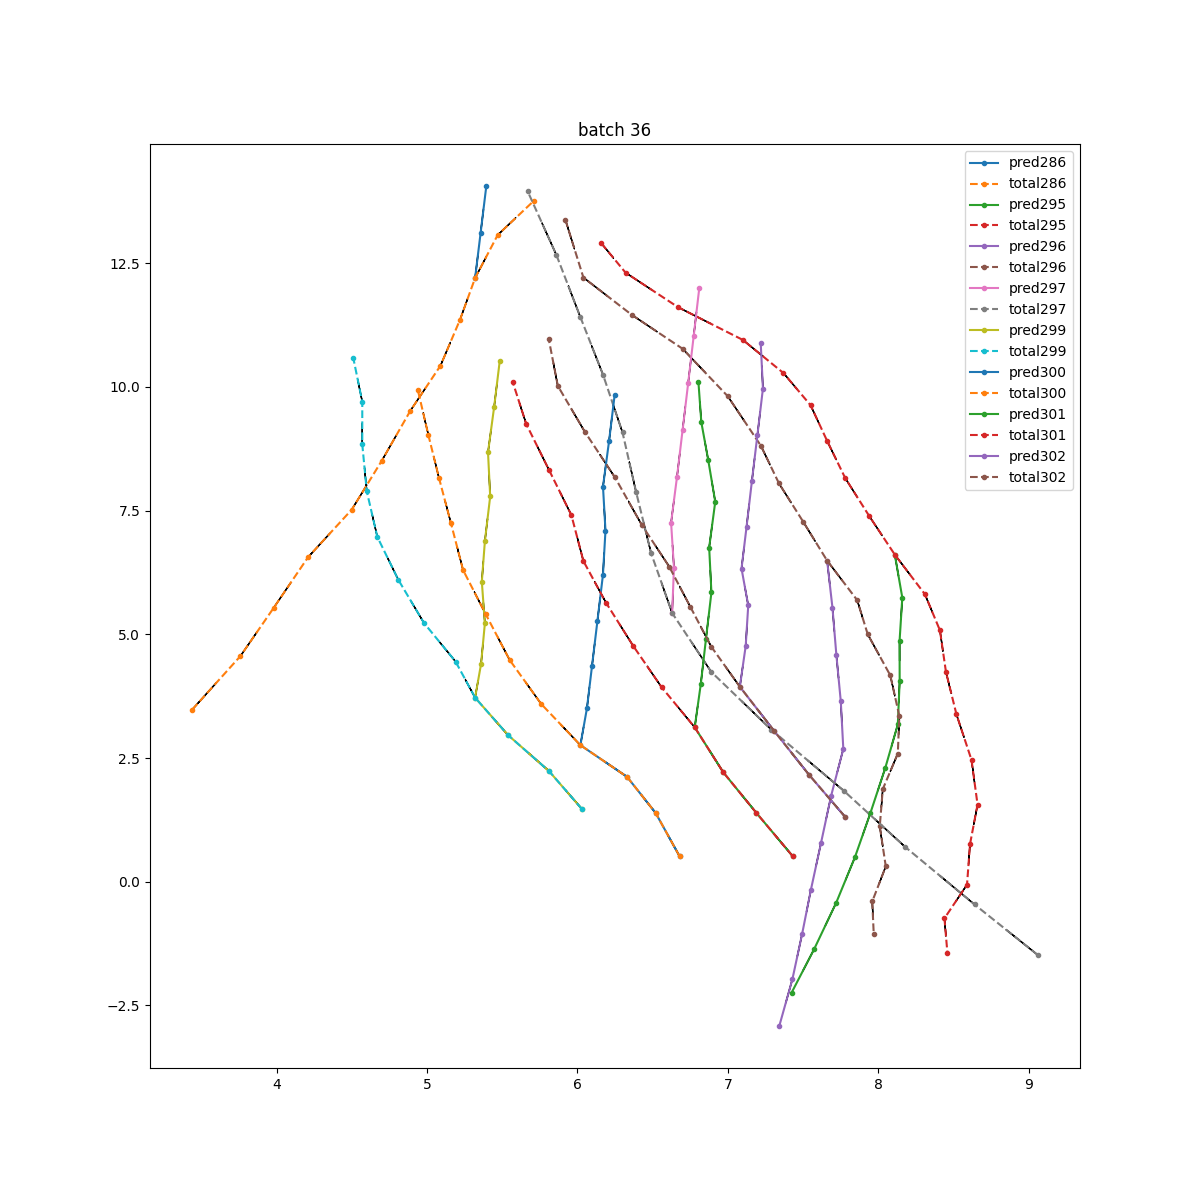 batch 36
pred286
total286
pred295
total295
pred296
total296
pred297
total297
pred299
total299
pred300
total300
pred301
total301
pred302
total302
12.5
10.0
7.5
5.0
2.5
0.0
−2.5
4 5 6 7 8 9